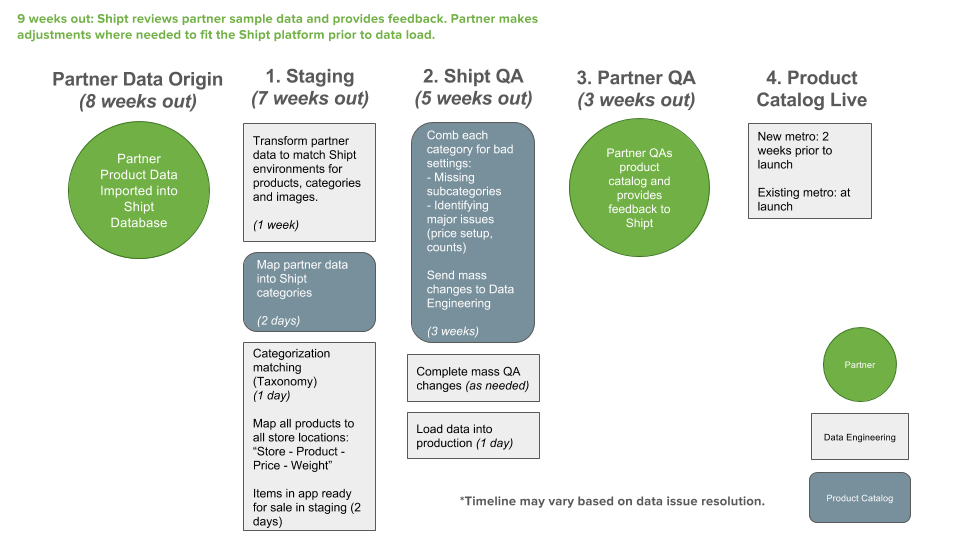 9 weeks out: Shipt reviews partner sample data and provides feedback. Partner makes
adjustments where needed to fit the Shipt platform prior to data load.
Partner Data Origin
(8 weeks out)
Partner
Product Data
Imported into
Shipt
Database
1. Staging
(7 weeks out)
Transform partner
data to match Shipt
environments for
products, categories
and images.
(1 week)
Map partner data
into Shipt
categories
(2 days)
Categorization
matching
(Taxonomy)
(1 day)
Map all products to
all store locations:
“Store - Product -
Price - Weight”
Items in app ready
for sale in staging (2
days)
2. Shipt QA
(5 weeks out)
Comb each
category for bad
settings:
- Missing
subcategories
- Identifying
major issues
(price setup,
counts)
Send mass
changes to Data
Engineering
(3 weeks)
Complete mass QA
changes (as needed)
Load data into
production (1 day)
3. Partner QA
(3 weeks out)
Partner QAs
product
catalog and
provides
feedback to
Shipt
4. Product
Catalog Live
New metro: 2
weeks prior to
launch
Existing metro: at
launch
Partner
Data Engineering
Product Catalog
*Timeline may vary based on data issue resolution.